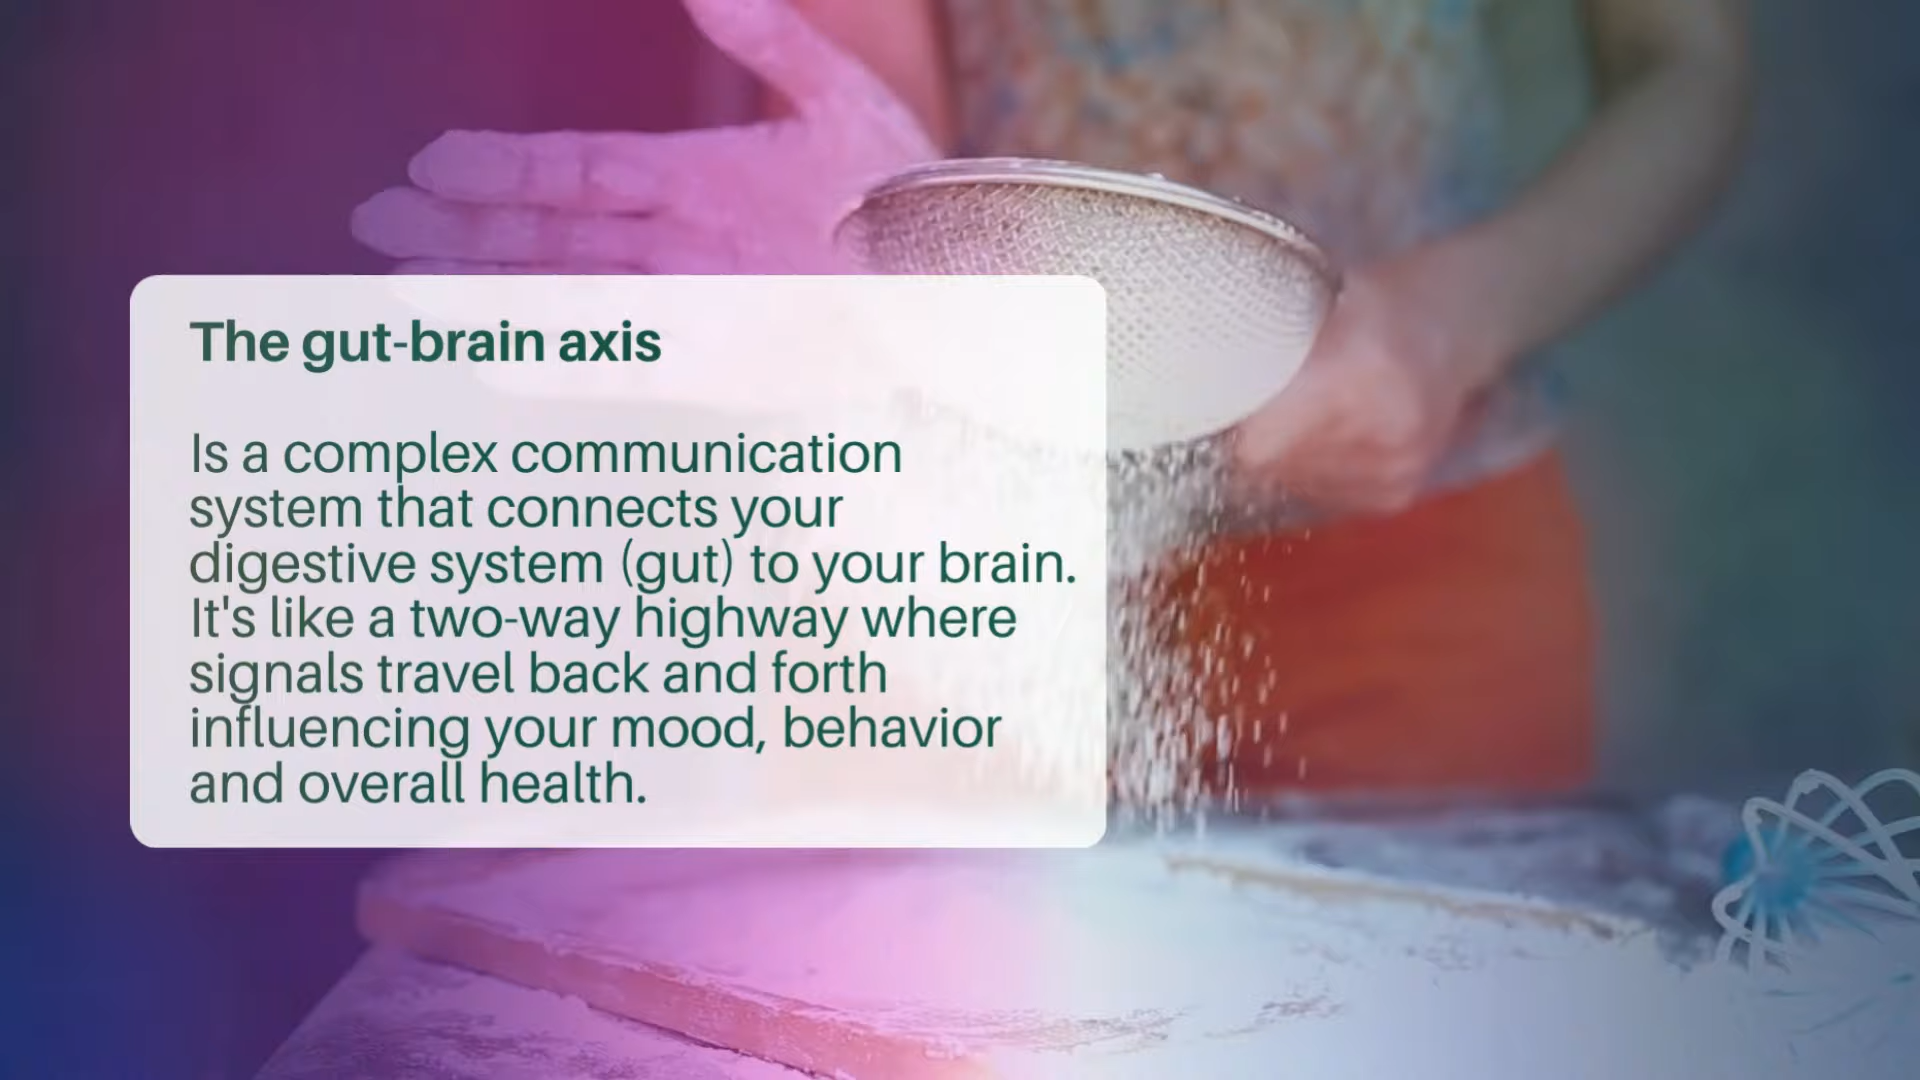 The gut-brain axis
Is a complex communication
system that connects your
digestive system (gut) to your brain.
It's like a two-way highway where
signals travel back and forth
influencing your mood, behavior
and overall health.